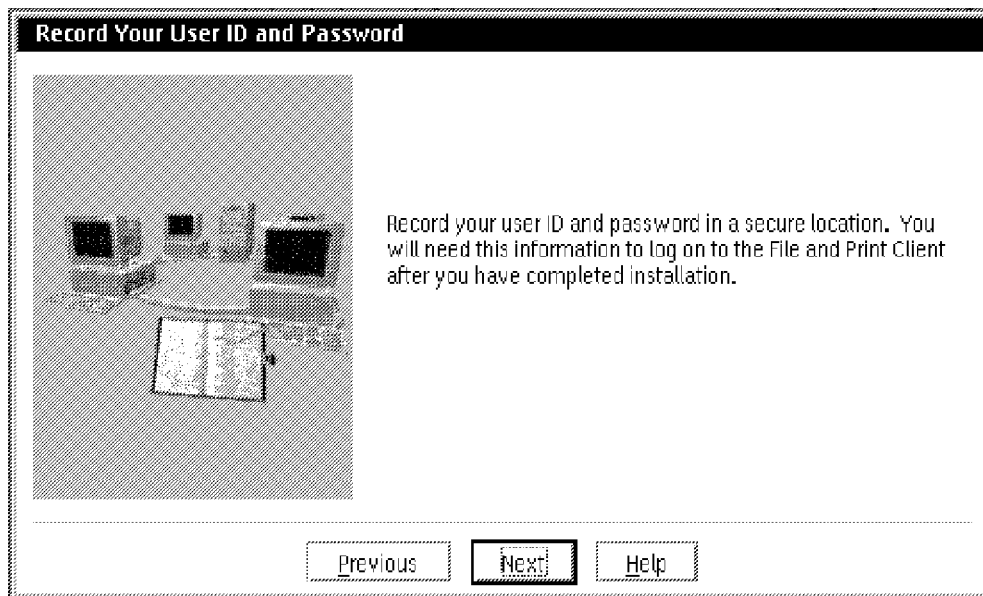 Record Your User ID and Password
Record your user ID and password in a secure location. You
will need this information to log on to the File and Print Client
after you have completed installation.
Previous
Next
Help